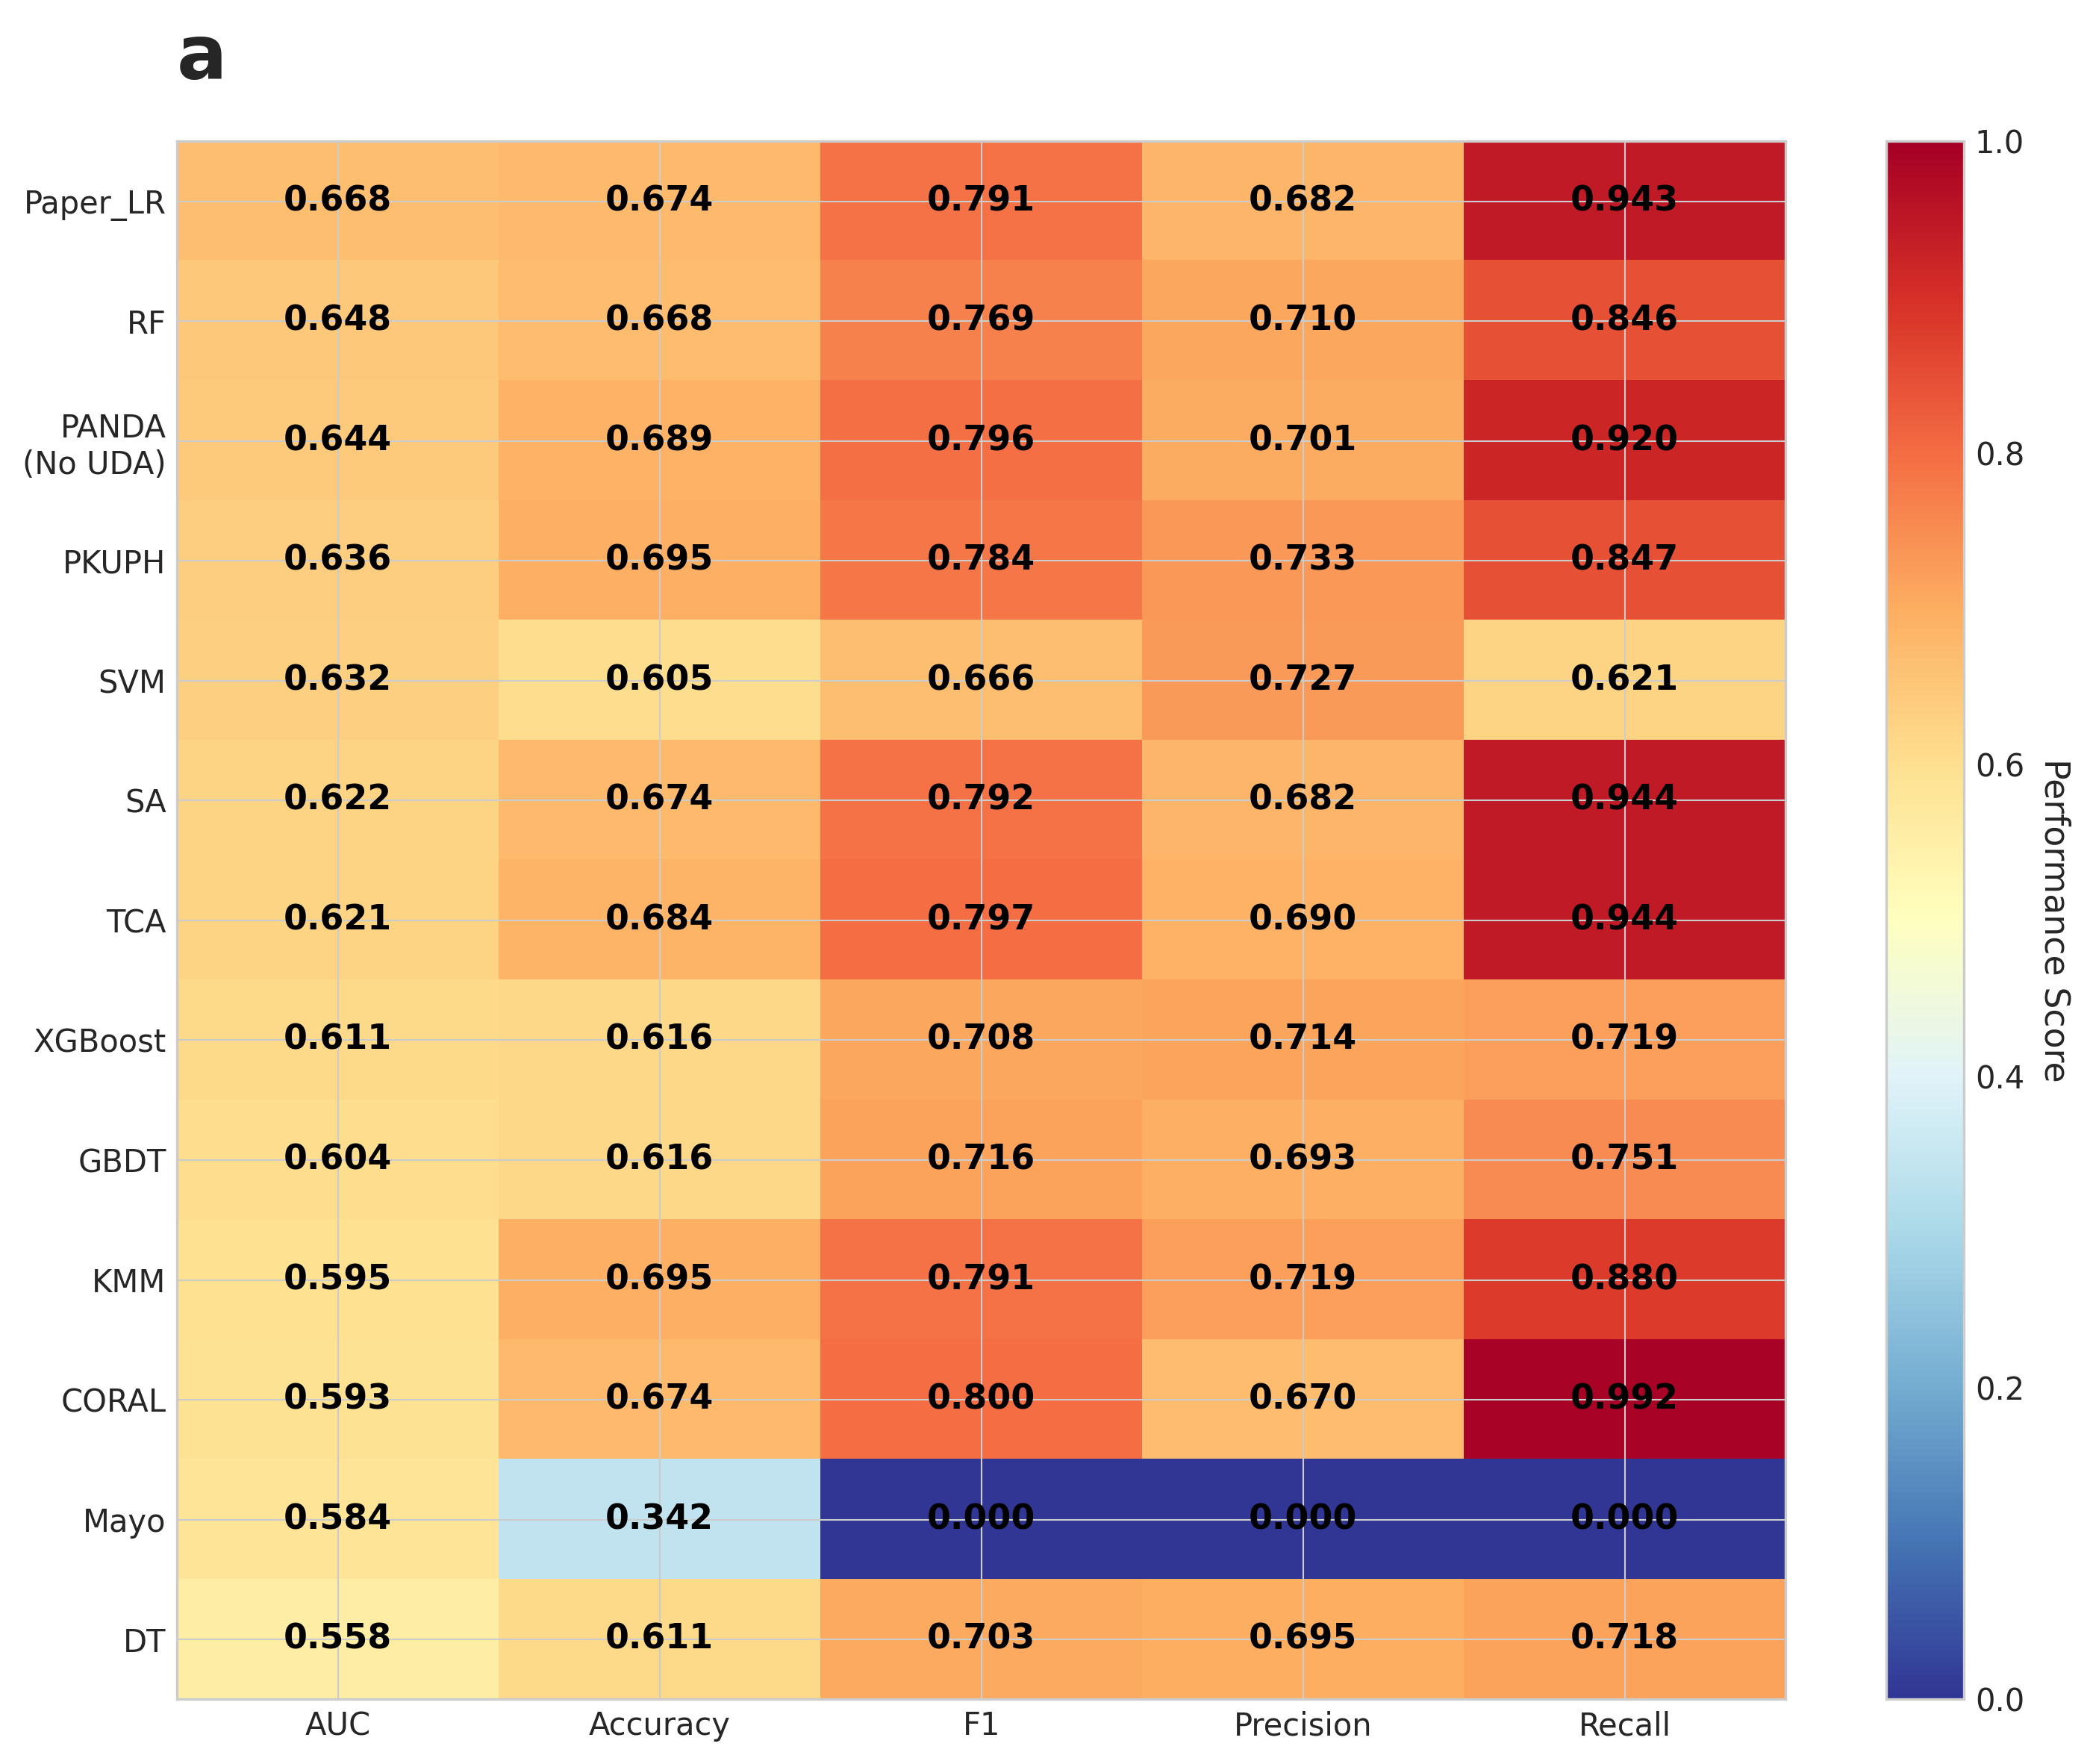 a
Paper_LR 0.668 0.674 0.791 0.682 0.943
RF 0.648 0.668 0.769 0.710 0.846
PANDA
(No UDA) 0.644 0.689 0.796 0.701 0.920
PKUPH 0.636 0.695 0.784 0.733 0.847
SVM 0.632 0.605 0.666 0.727 0.621
SA 0.622 0.674 0.792 0.682 0.944
TCA 0.621 0.684 0.797 0.690 0.944
XGBoost 0.611 0.616 0.708 0.714 0.719
GBDT 0.604 0.616 0.716 0.693 0.751
KMM 0.595 0.695 0.791 0.719 0.880
CORAL 0.593 0.674 0.800 0.670 0.992
Mayo 0.584 0.342 0.000 0.000 0.000
DT 0.558 0.611 0.703 0.695 0.718
AUC Accuracy F1 Precision Recall
1.0
0.8
0.6
0.4
0.2
0.0
Performance Score